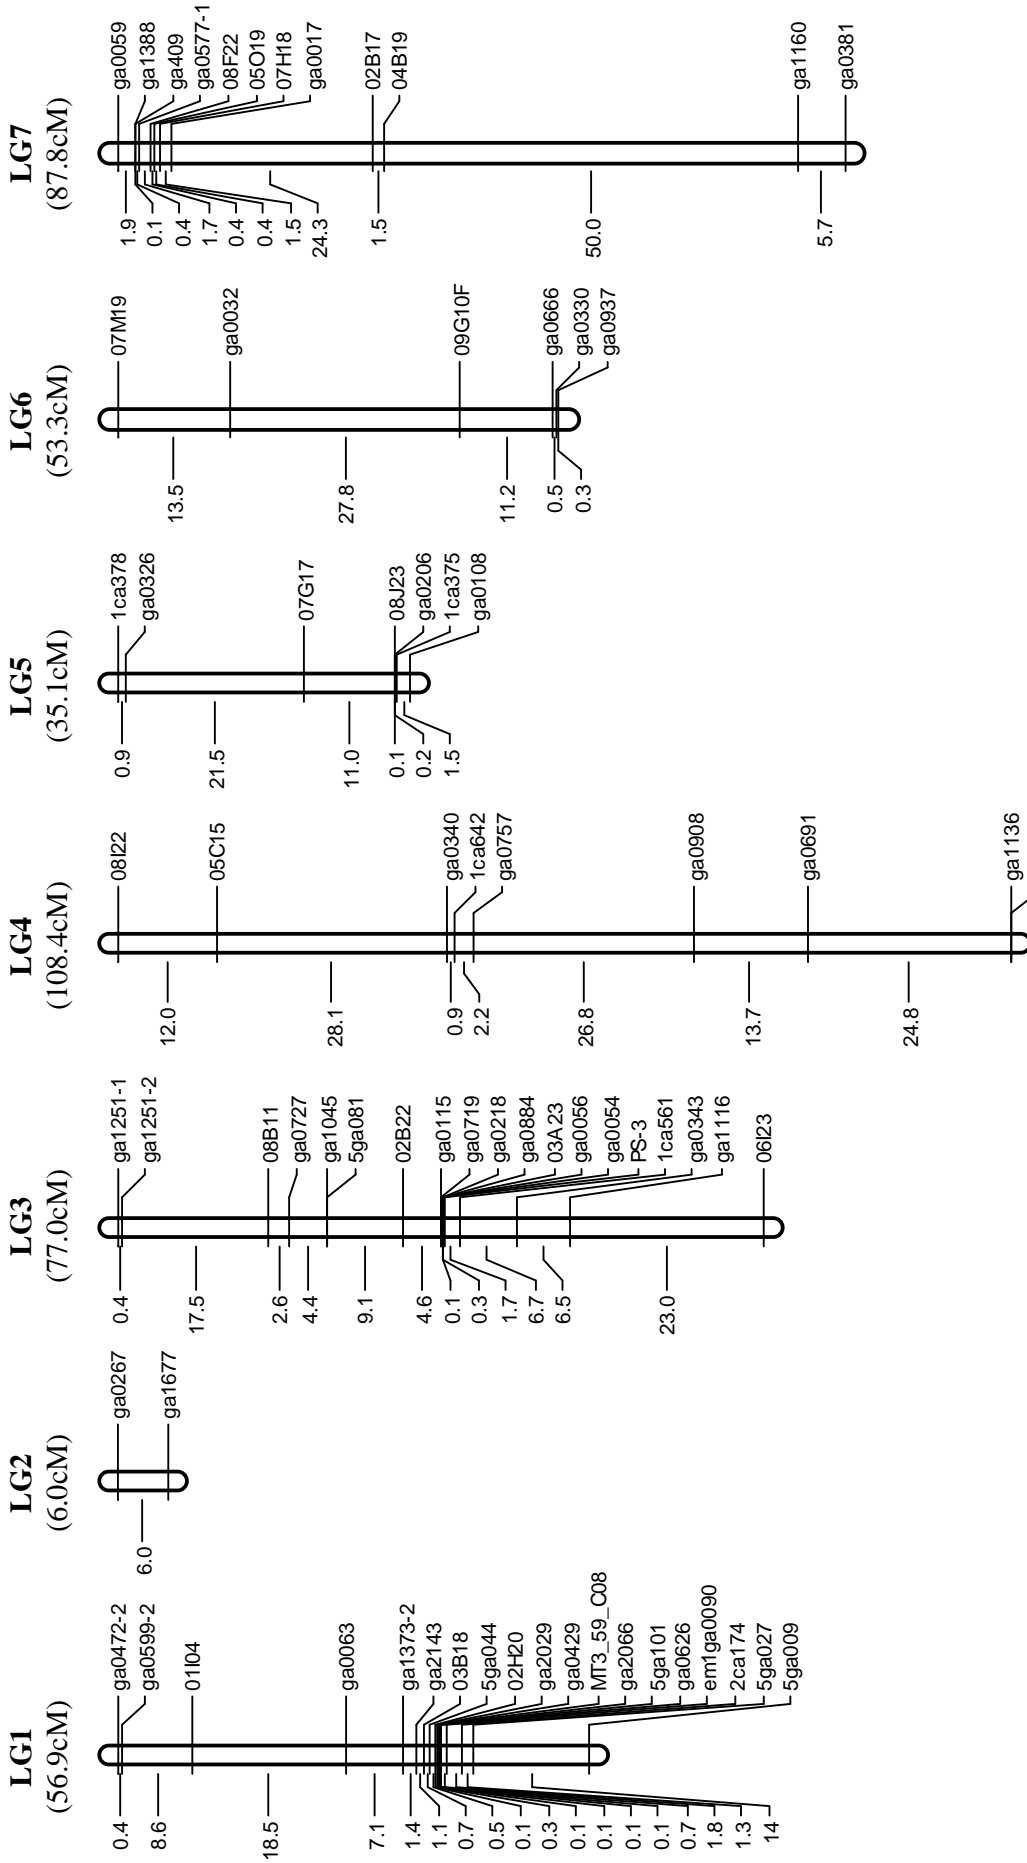 LG1
(56.9cM)
0.4
8.6
18.5
7.1
1.4
1.1
0.7
0.5
0.1
0.3
0.1
0.1
0.1
0.1
0.7
1.8
1.3
14
ga0472-2
ga0599-2
01I04
ga0063
ga1373-2
ga2143
03B18
5ga044
02H20
ga2029
ga0429
MT3_59_C08
ga2066
5ga101
ga0626
em1ga0090
2ca174
5ga027
5ga009
LG2
(6.0cM)
6.0
ga0267
ga1677
LG3
(77.0cM)
0.4
17.5
2.6
4.4
9.1
4.6
0.1
0.3
1.7
6.7
6.5
23.0
ga1251-1
ga1251-2
08B11
ga0727
ga1045
5ga081
02B22
ga0115
ga0719
ga0218
ga0884
03A23
ga0056
ga0054
PS-3
1ca561
ga0343
ga1116
06I23
LG4
(108.4cM)
12.0
28.1
0.9
2.2
26.8
13.7
24.8
08I22
05C15
ga0340
1ca642
ga0757
ga0908
ga0691
ga1136
LG5
(35.1cM)
0.9
21.5
11.0
0.1
0.2
1.5
1ca378
ga0326
07G17
08J23
ga0206
1ca375
ga0108
LG6
(53.3cM)
13.5
27.8
11.2
0.5
0.3
07M19
ga0032
09G10F
ga0666
ga0330
ga0937
LG7
(87.8cM)
1.9
0.1
0.4
1.7
0.4
0.4
1.5
24.3
1.5
50.0
5.7
ga0059
ga1388
ga409
ga0577-1
08F22
05O19
07H18
ga0017
02B17
04B19
ga1160
ga0381